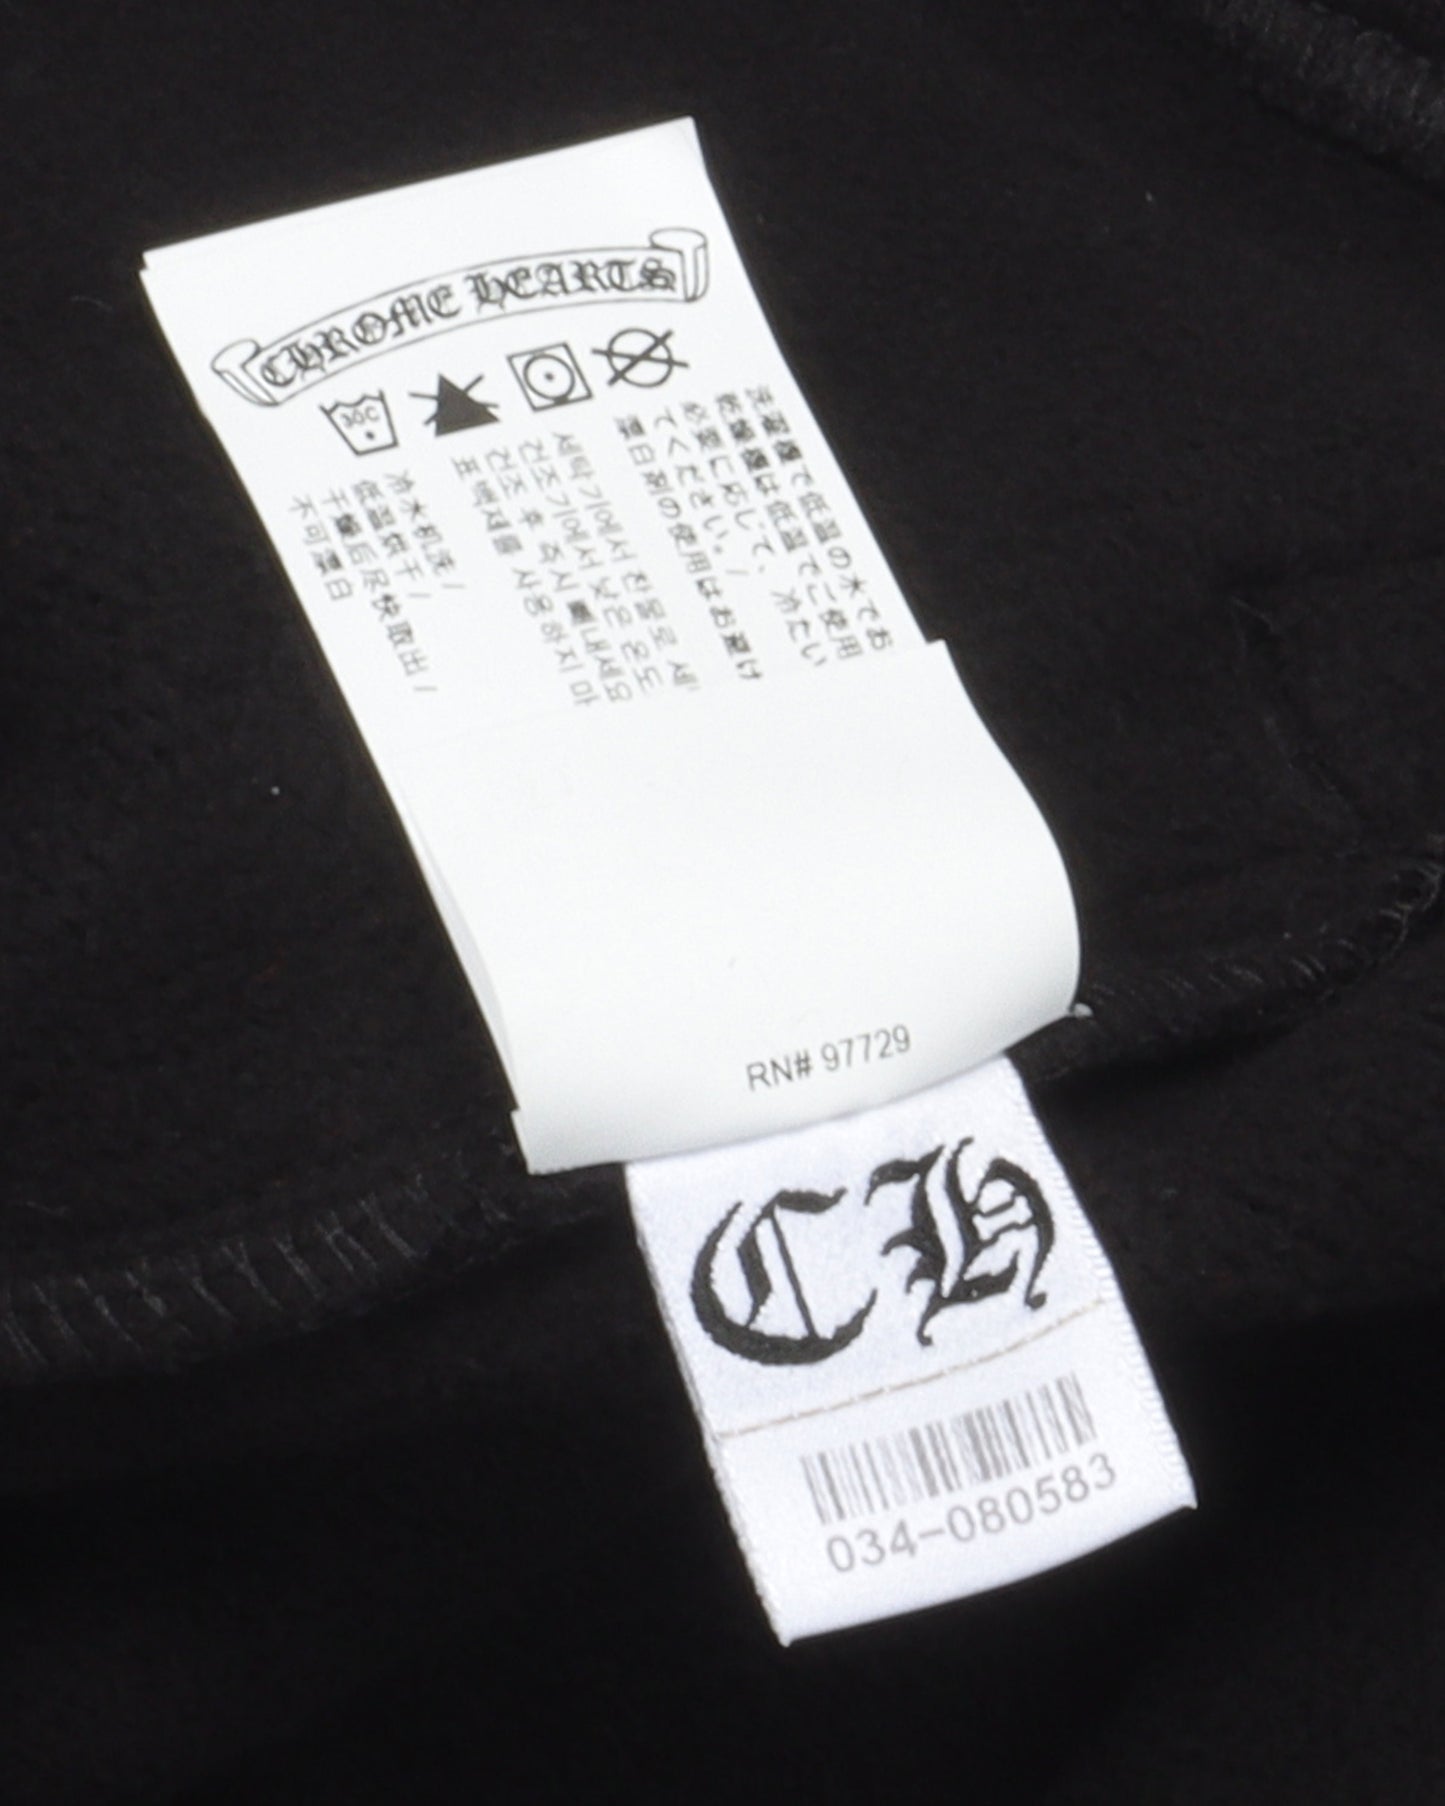 CHROME HEARTS
30C
洗濯機で低温の水でお
乾燥機は低温でご使用
必要に応じて、冷たい
てください。/
漂白剤の使用はお避け
세탁기에서 찬물로 세
건조기에서 낮은 온도
건조 후 즉시 빼내세요
표백제를 사용하지 마
冷水机洗 /
低温烘干 /
干燥后尽快取出 /
不可漂白
RN# 97729
CH
034-080583